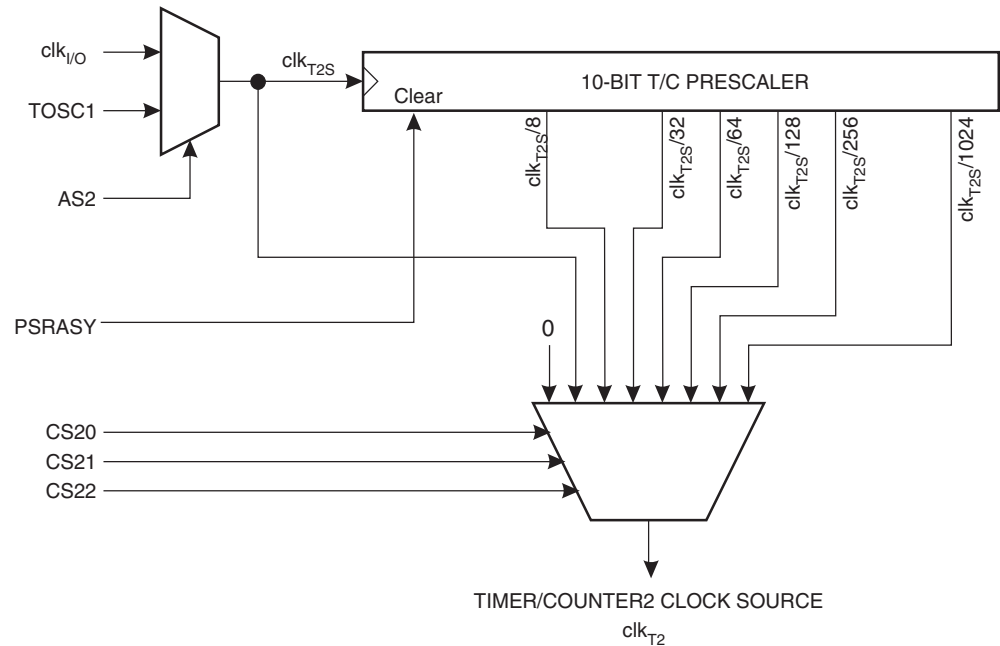 clkI/O
clkT2S
10-BIT T/C PRESCALER
TOSC1
Clear
clkT2S/8
clkT2S/32
clkT2S/64
clkT2S/128
clkT2S/256
clkT2S/1024
AS2
PSRASY
0
CS20
CS21
CS22
TIMER/COUNTER2 CLOCK SOURCE
clkT2